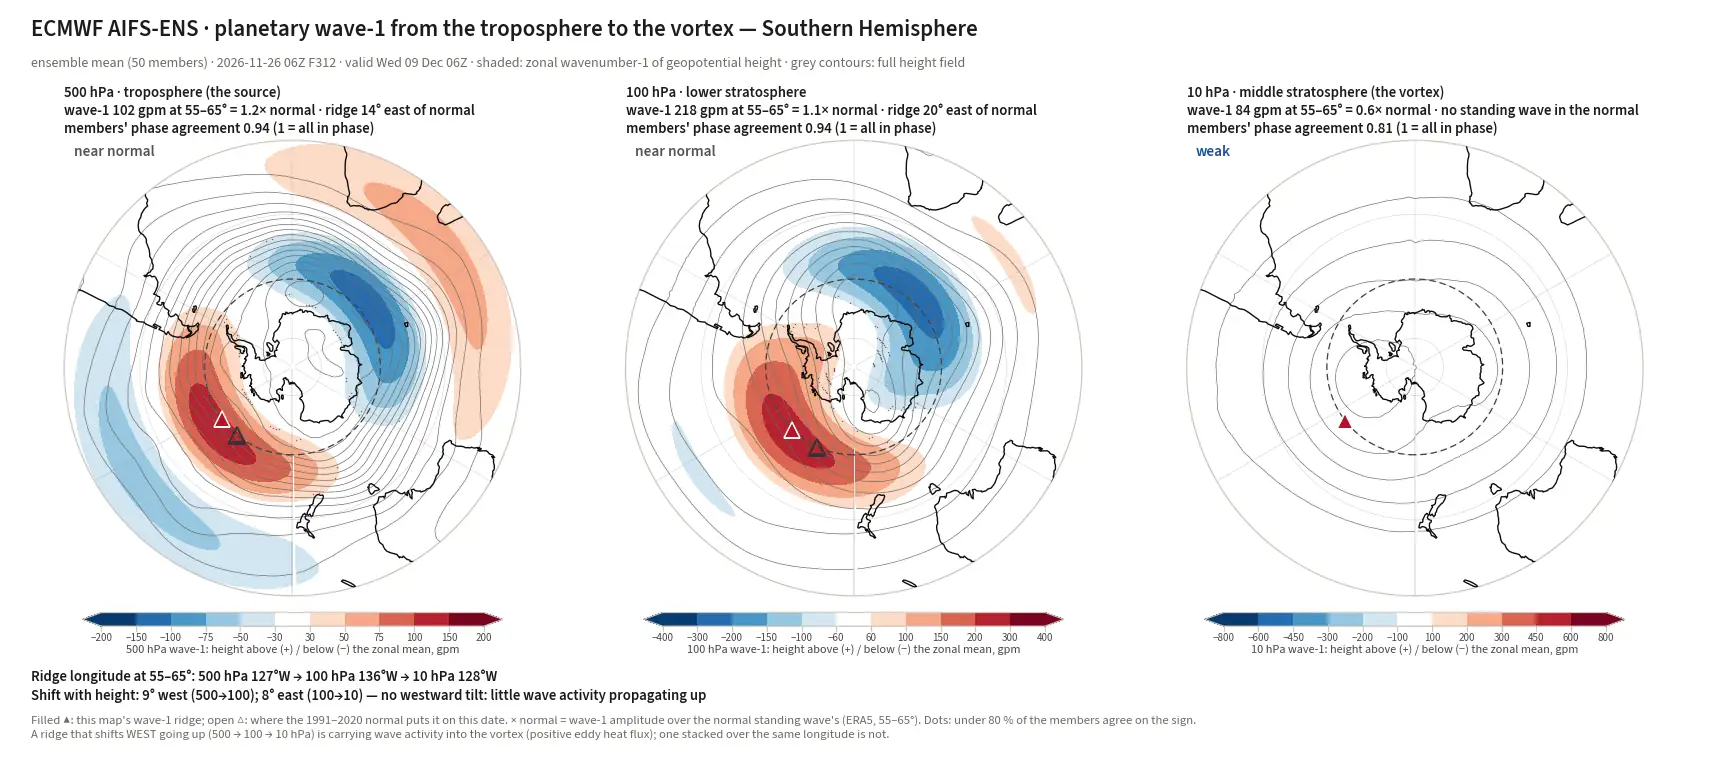 ECMWF AIFS-ENS · planetary wave-1 from the troposphere to the vortex — Southern Hemisphere
ensemble mean (50 members) · 2026-11-26 06Z F312 · valid Wed 09 Dec 06Z · shaded: zonal wavenumber-1 of geopotential height · grey contours: full height field
500 hPa · troposphere (the source)
wave-1 102 gpm at 55–65° = 1.2× normal · ridge 14° east of normal
members' phase agreement 0.94 (1 = all in phase)
near normal
100 hPa · lower stratosphere
wave-1 218 gpm at 55–65° = 1.1× normal · ridge 20° east of normal
members' phase agreement 0.94 (1 = all in phase)
near normal
10 hPa · middle stratosphere (the vortex)
wave-1 84 gpm at 55–65° = 0.6× normal · no standing wave in the normal
members' phase agreement 0.81 (1 = all in phase)
weak
−200 −150 −100 −75 −50 −30 30 50 75 100 150 200
500 hPa wave-1: height above (+) / below (−) the zonal mean, gpm
−400 −300 −200 −150 −100 −60 60 100 150 200 300 400
100 hPa wave-1: height above (+) / below (−) the zonal mean, gpm
−800 −600 −450 −300 −200 −100 100 200 300 450 600 800
10 hPa wave-1: height above (+) / below (−) the zonal mean, gpm
Ridge longitude at 55–65°: 500 hPa 127°W → 100 hPa 136°W → 10 hPa 128°W
Shift with height: 9° west (500→100); 8° east (100→10) — no westward tilt: little wave activity propagating up
Filled ▲: this map's wave-1 ridge; open △: where the 1991–2020 normal puts it on this date. × normal = wave-1 amplitude over the normal standing wave's (ERA5, 55–65°). Dots: under 80 % of the members agree on the sign.
A ridge that shifts WEST going up (500 → 100 → 10 hPa) is carrying wave activity into the vortex (positive eddy heat flux); one stacked over the same longitude is not.